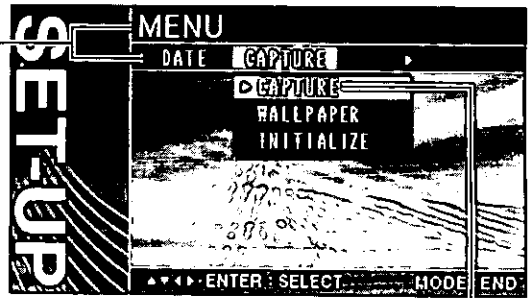 SET-UP
MENU
DATE CAPTURE
CAPTURE
WALLPAPER
INITIALIZE
ENTER : SELECT MODE : END